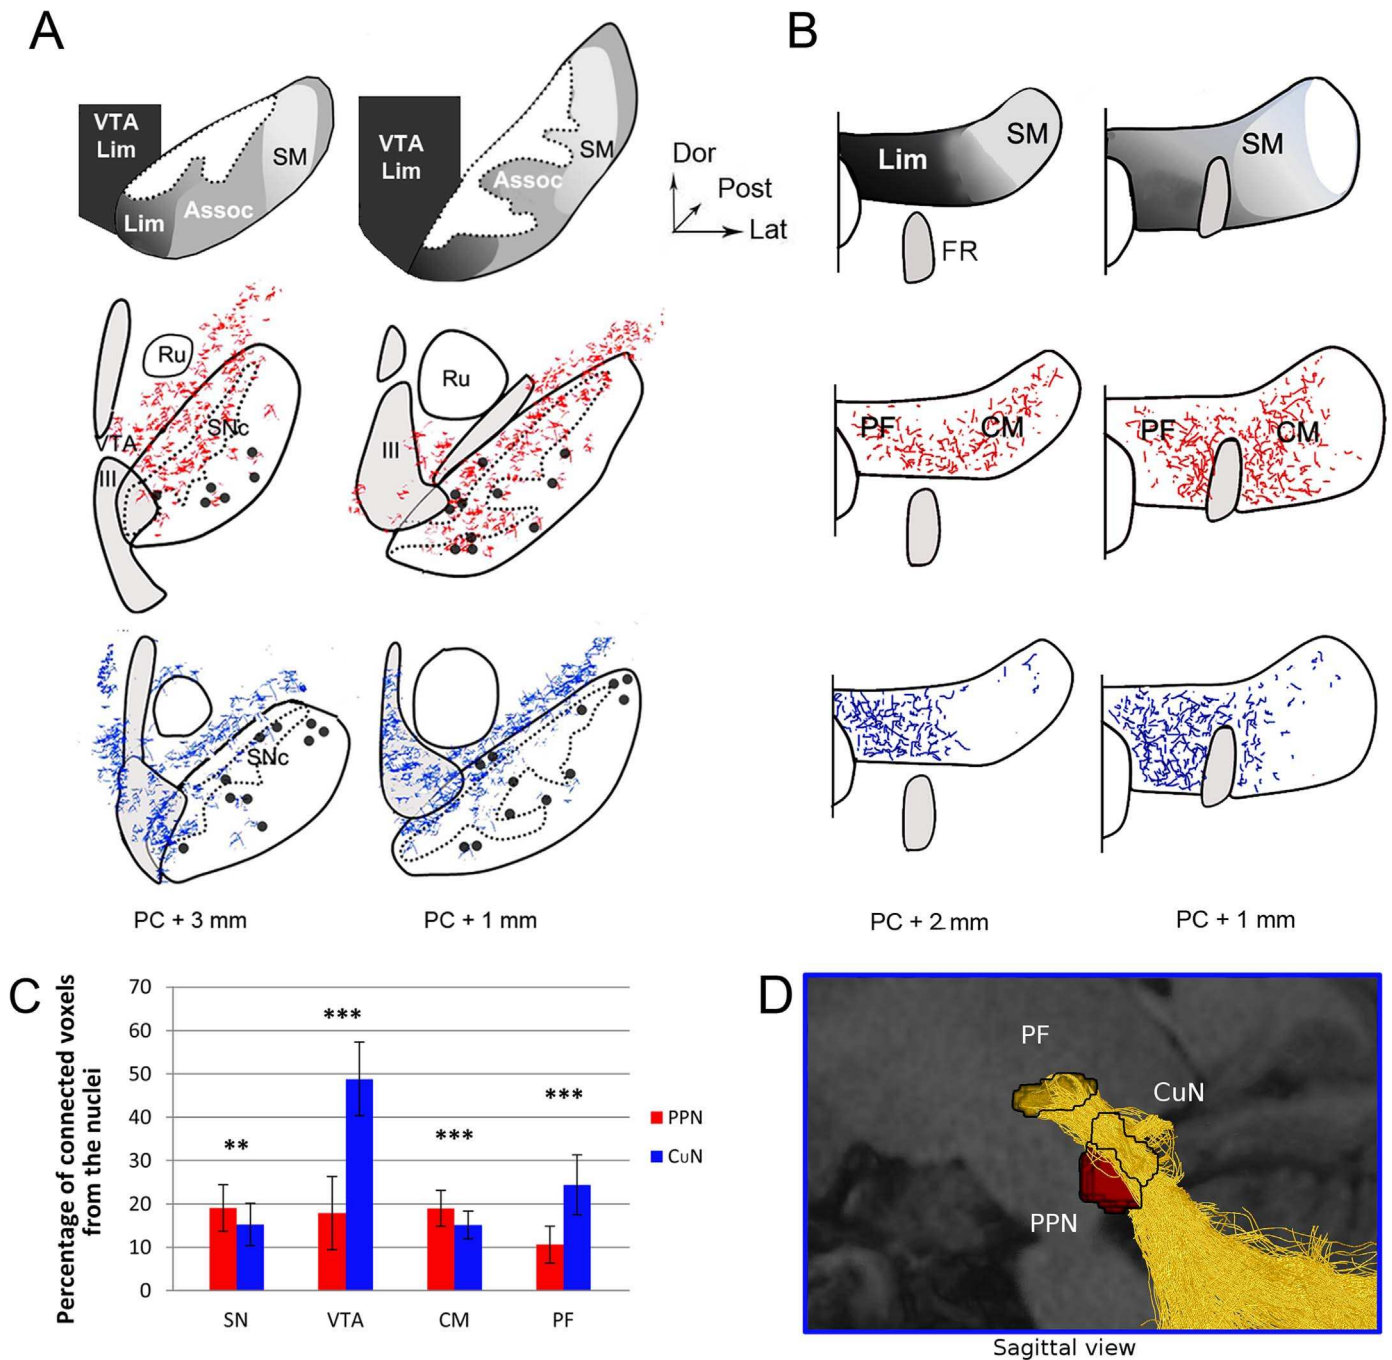 A
B
VTA
Lim
Lim
Assoc
SM
VTA
Lim
Assoc
SM
Dor
Post
Lat
Lim
SM
FR
SM
Ru
SNc
VTA
III
Ru
III
PF
CM
PF
CM
SNc
PC + 3 mm
PC + 1 mm
PC + 2 mm
PC + 1 mm
C
Percentage of connected voxels
from the nuclei
70
60
50
40
30
20
10
0
**
***
***
***
SN
VTA
CM
PF
PPN
CuN
D
PF
CuN
PPN
Sagittal view